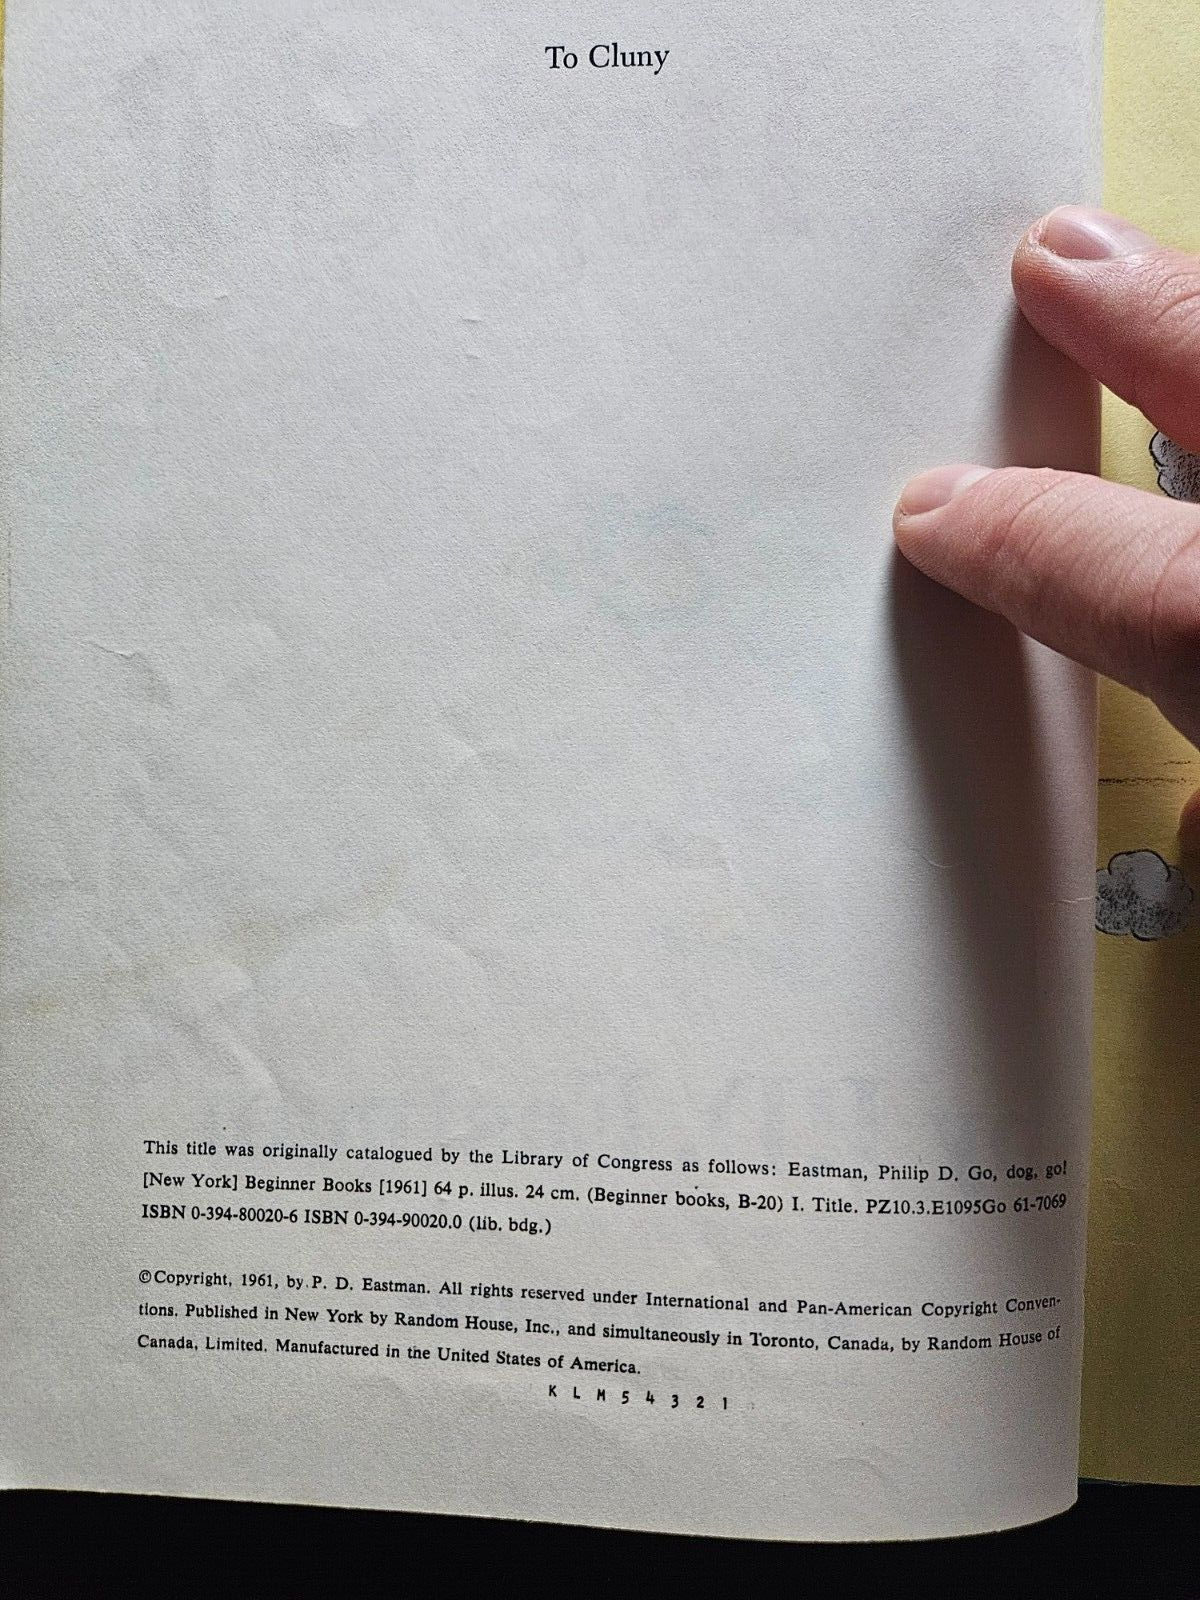 To Cluny
This title was originally catalogued by the Library of Congress as follows: Eastman, Philip D. Go, dog, go!
[New York] Beginner Books [1961] 64 p. illus. 24 cm. (Beginner books, B-20) I. Title. PZ10.3.E1095Go 61-7069
ISBN 0-394-80020-6 ISBN 0-394-90020.0 (lib. bdg.)
©Copyright, 1961, by P. D. Eastman. All rights reserved under International and Pan-American Copyright Conven-
tions. Published in New York by Random House, Inc., and simultaneously in Toronto, Canada, by Random House of
Canada, Limited. Manufactured in the United States of America.
K L M 5 4 3 2 1